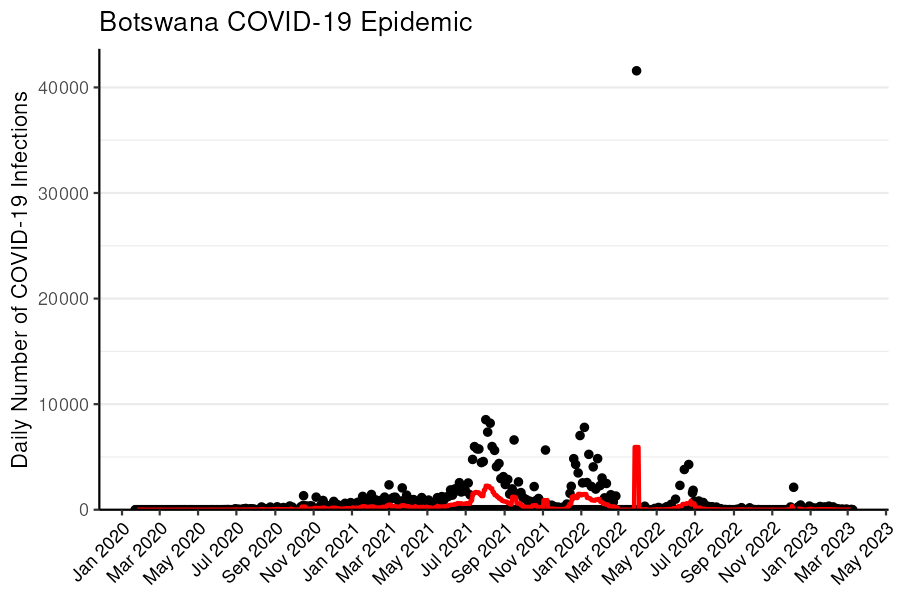 Botswana COVID-19 Epidemic
Daily Number of COVID-19 Infections
40000
30000
20000
10000
0
Jan 2020
Mar 2020
May 2020
Jul 2020
Sep 2020
Nov 2020
Jan 2021
Mar 2021
May 2021
Jul 2021
Sep 2021
Nov 2021
Jan 2022
Mar 2022
May 2022
Jul 2022
Sep 2022
Nov 2022
Jan 2023
Mar 2023
May 2023